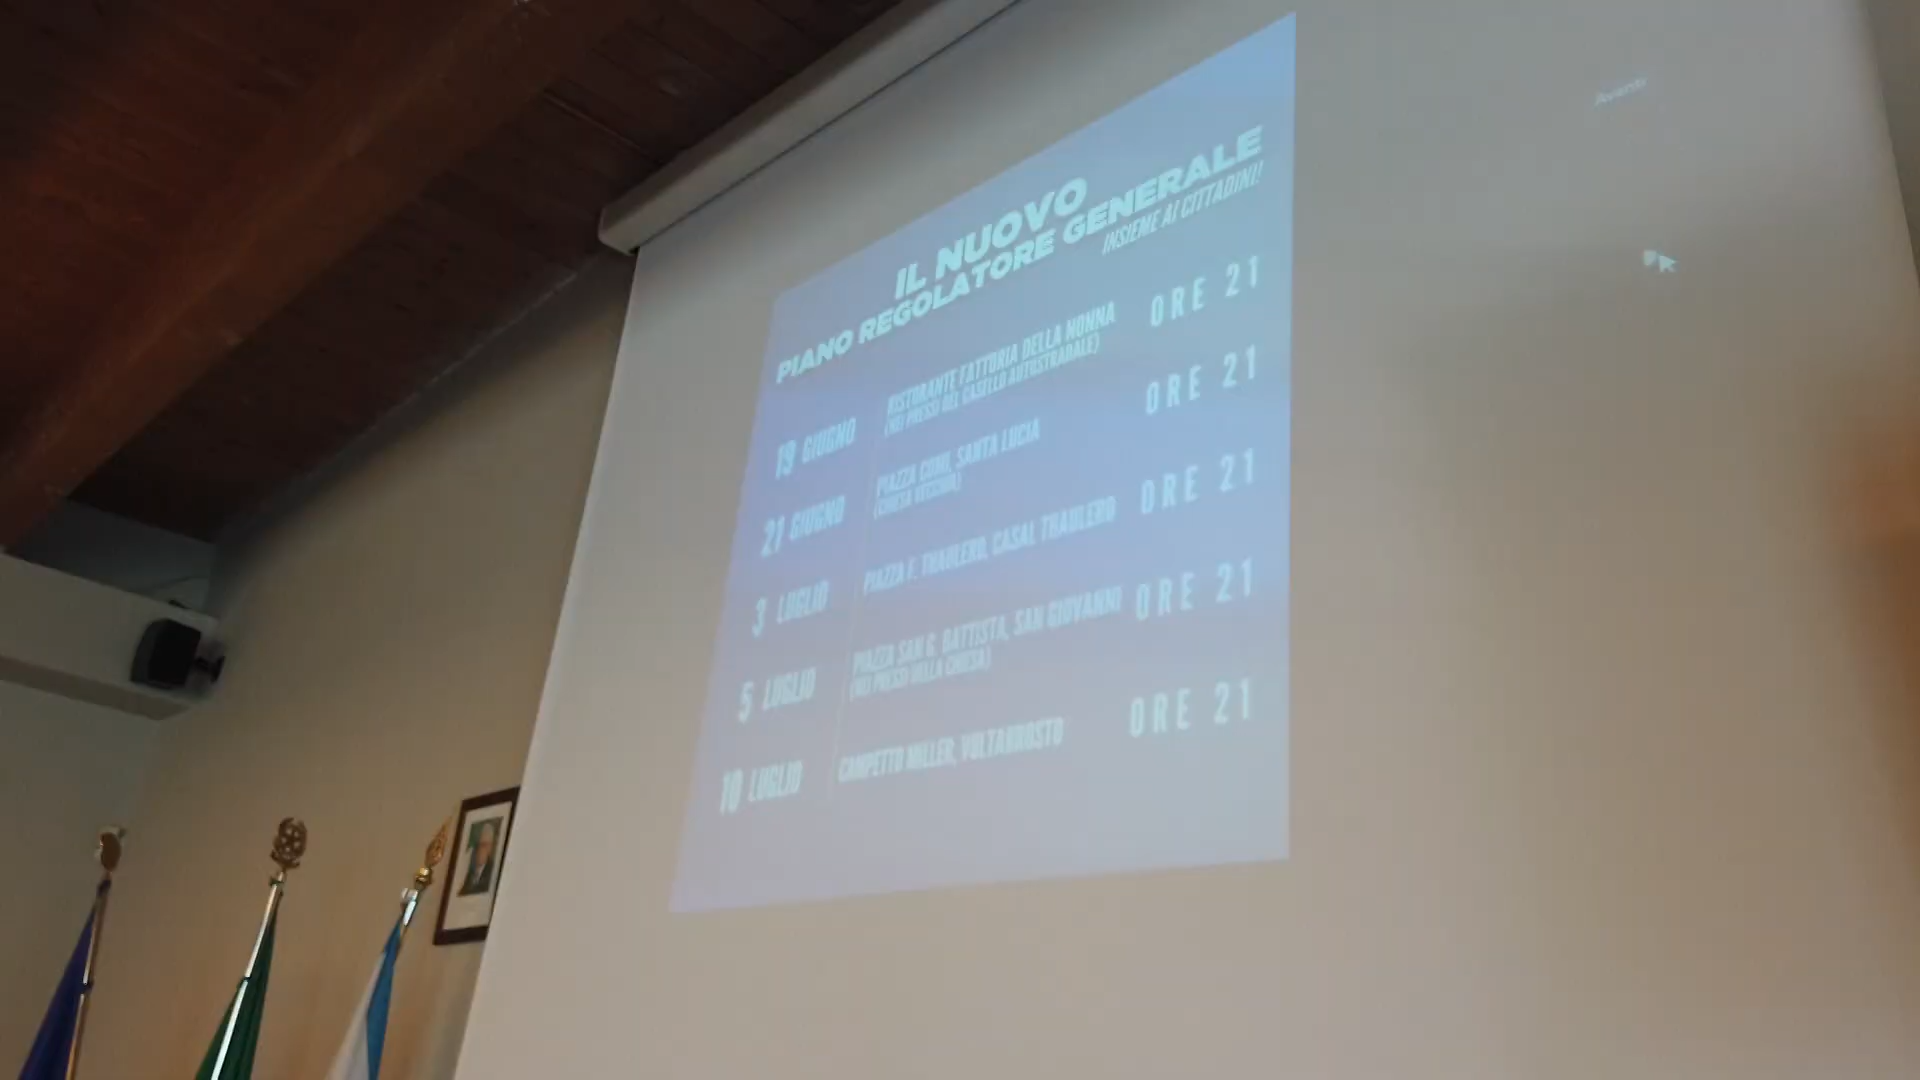 IL NUOVO
PIANO REGOLATORE GENERALE
INSIEME AI CITTADINI!
19 GIUGNO RISTORANTE FATTORIA DELLA NONNA ORE 21
(NEI PRESSI DEL CASELLO AUTOSTRADALE)
21 GIUGNO PIAZZA COMI, SANTA LUCIA ORE 21
(CHIESA VECCHIA)
3 LUGLIO PIAZZA F. THAULERO, CASAL THAULERO ORE 21
5 LUGLIO PIAZZA SAN G. BATTISTA, SAN GIOVANNI ORE 21
(NEI PRESSI DELLA CHIESA)
10 LUGLIO CAMPETTO MILLER, VOLTARROSTO ORE 21